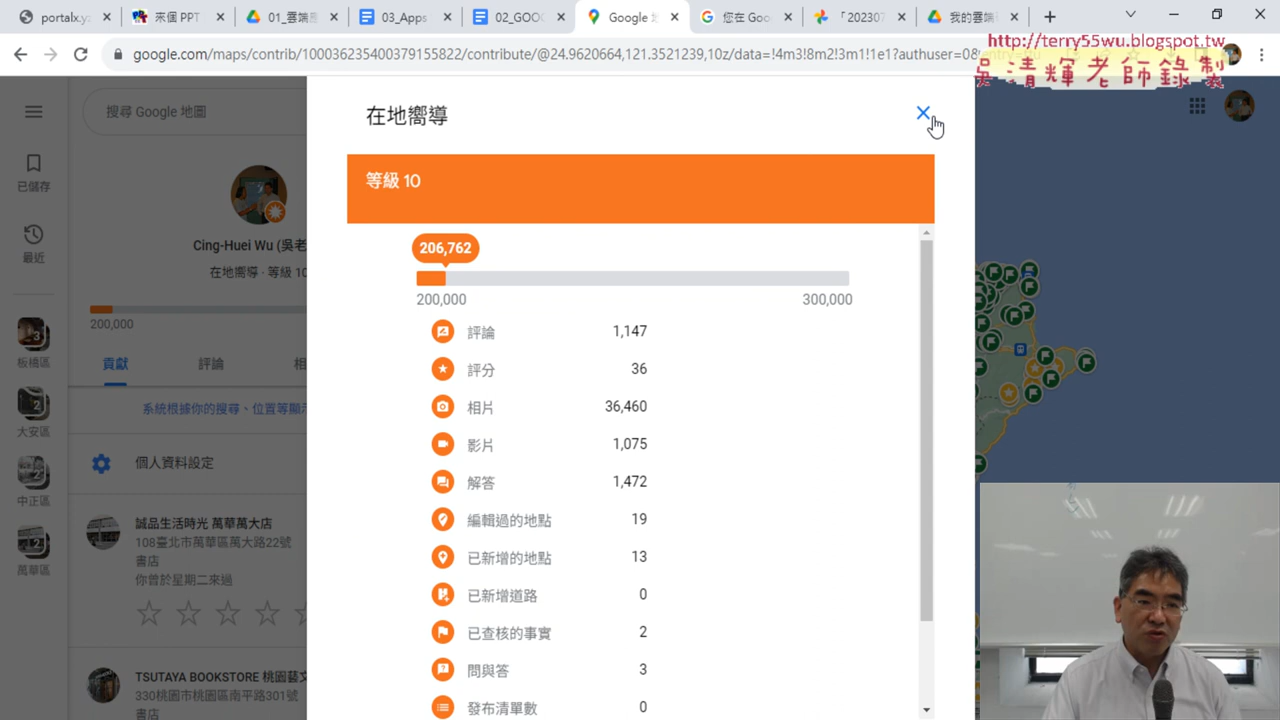 portalx.yz
來個 PPT
01_雲端
03_Apps
02_GOO
Google
您在 Goo
「202307
我的雲端
google.com/maps/contrib/100016235400379155822/contribute/@24.9620664,121.3521239,10z/data=!4m3!8m2!3m1!1e1?authuser=0
http://terry55wu.blogspot.tw
吳清輝老師錄製
搜尋 Google 地圖
已儲存
最近
3
板橋區
2
大安區
2
中正區
2
萬華區
Cing-Huei Wu (吳老
在地嚮導 · 等級 10
200,000
貢獻
評論
相
系統根據你的搜尋、位置等顯示
個人資料設定
誠品生活時光 萬華萬大店
108臺北市萬華區萬大路22號
書店
你曾於星期二來過
TSUTAYA BOOKSTORE 桃園藝文
330桃園市桃園區南平路301號
書店
在地嚮導
等級 10
206,762
200,000
300,000
評論 1,147
評分 36
相片 36,460
影片 1,075
解答 1,472
編輯過的地點 19
已新增的地點 13
已新增道路 0
已查核的事實 2
問與答 3
發布清單數 0